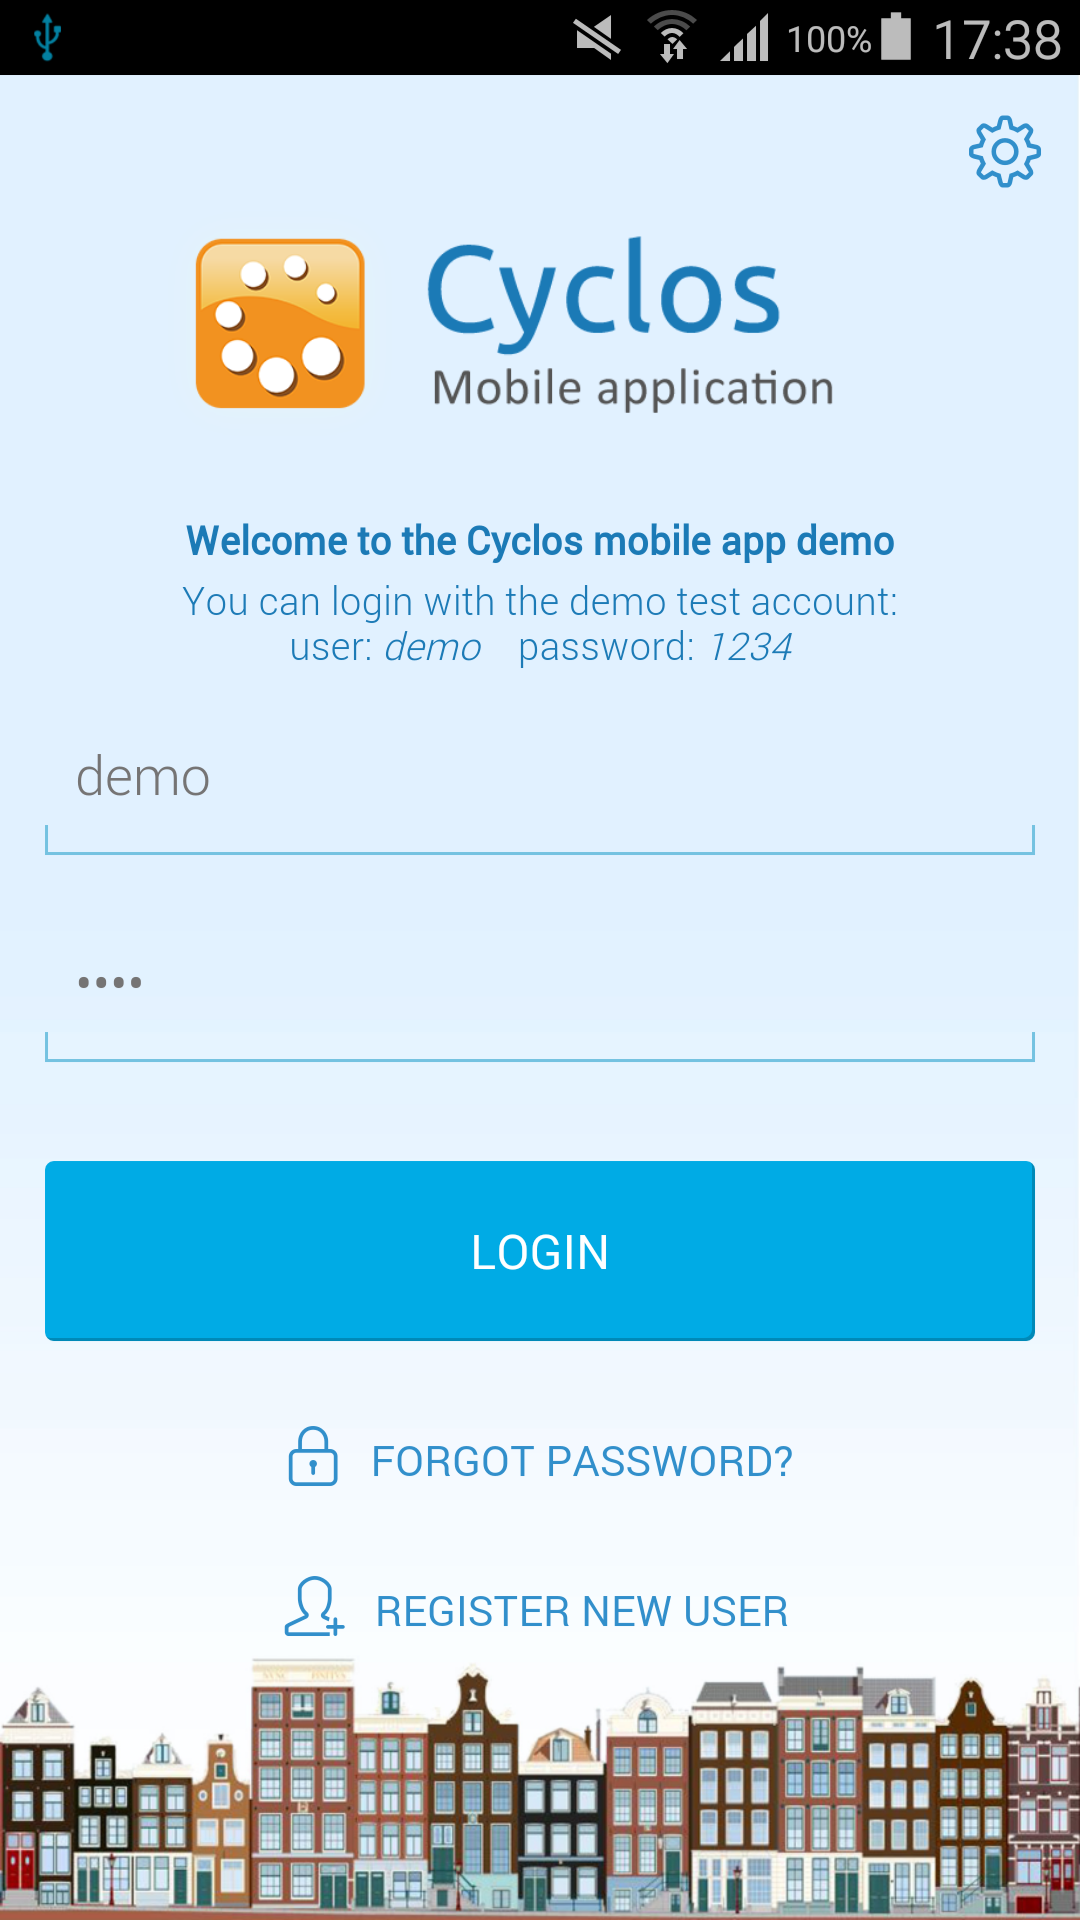 100% 17:38
Cyclos
Mobile application
Welcome to the Cyclos mobile app demo
You can login with the demo test account:
user: demo password: 1234
demo
••••
LOGIN
FORGOT PASSWORD?
REGISTER NEW USER